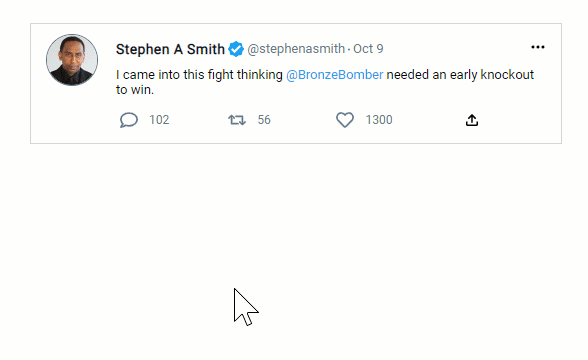 Stephen A Smith @stephenasmith · Oct 9
I came into this fight thinking @BronzeBomber needed an early knockout
to win.
102 56 1300